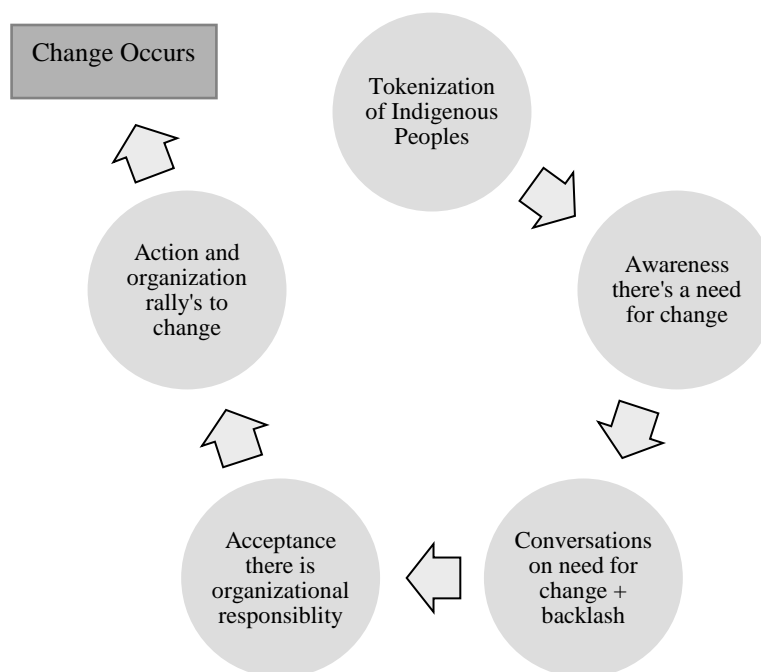 Change Occurs
Tokenization
of Indigenous
Peoples
Awareness
there's a need
for change
Conversations
on need for
change +
backlash
Acceptance
there is
organizational
responsiblity
Action and
organization
rally's to
change